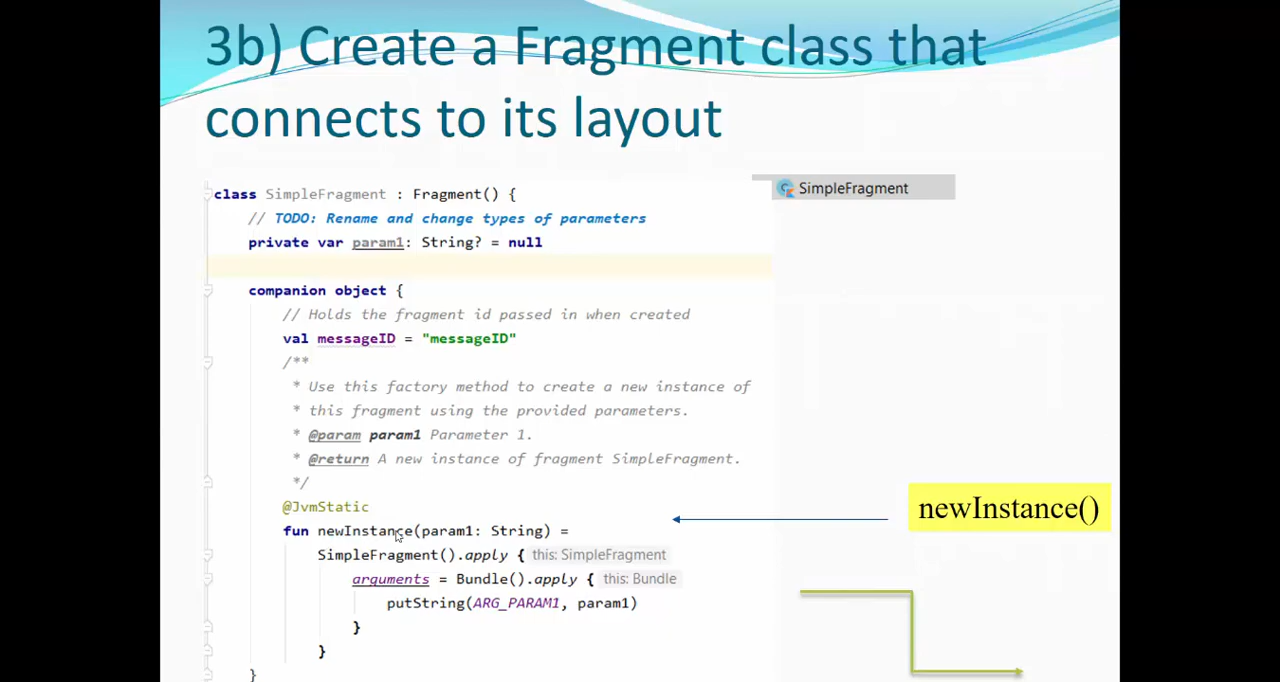 3b) Create a Fragment class that
connects to its layout
SimpleFragment
class SimpleFragment : Fragment() {
// TODO: Rename and change types of parameters
private var param1: String? = null
companion object {
// Holds the fragment id passed in when created
val messageID = "messageID"
/**
* Use this factory method to create a new instance of
* this fragment using the provided parameters.
* @param param1 Parameter 1.
* @return A new instance of fragment SimpleFragment.
*/
@JvmStatic
fun newInstance(param1: String) =
newInstance()
SimpleFragment().apply { this: SimpleFragment
arguments = Bundle().apply { this: Bundle
putString(ARG_PARAM1, param1)
}
}
}